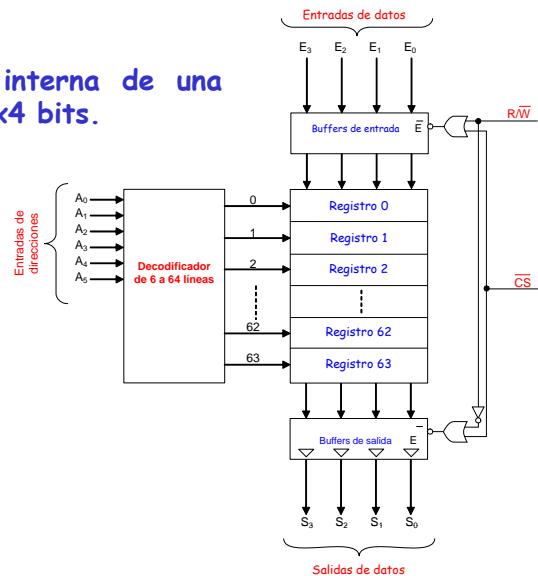 Entradas de datos
E₃ E₂ E₁ E₀
interna de una
x4 bits.
Buffers de entrada E̅
R/W̅
Entradas de direcciones
A₀
A₁
A₂
A₃
A₄
A₅
Decodificador
de 6 a 64 líneas
0
1
2
62
63
Registro 0
Registro 1
Registro 2
Registro 62
Registro 63
C̅S̅
Buffers de salida E̅
S₃ S₂ S₁ S₀
Salidas de datos